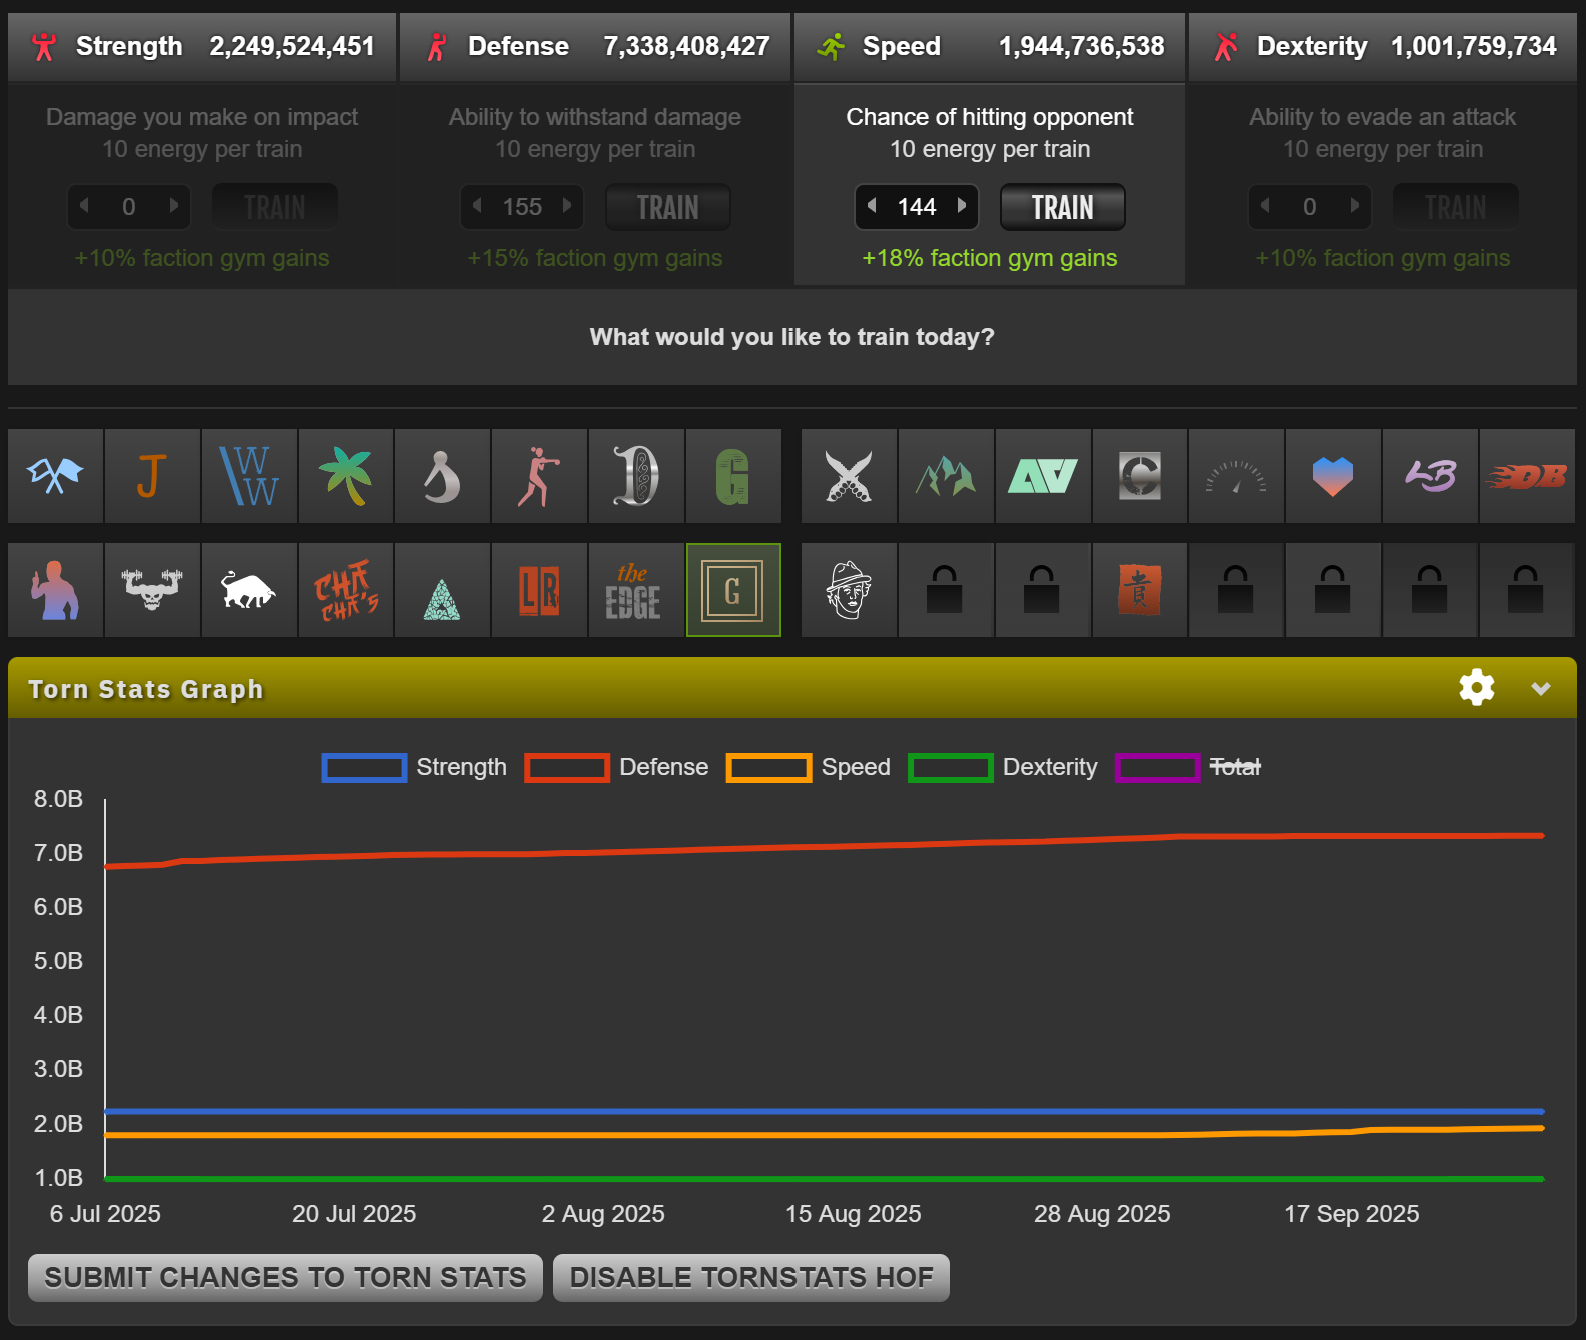 Strength 2,249,524,451
Defense 7,338,408,427
Speed 1,944,736,538
Dexterity 1,001,759,734
Damage you make on impact
10 energy per train
0 TRAIN
+10% faction gym gains
Ability to withstand damage
10 energy per train
155 TRAIN
+15% faction gym gains
Chance of hitting opponent
10 energy per train
144 TRAIN
+18% faction gym gains
Ability to evade an attack
10 energy per train
0 TRAIN
+10% faction gym gains
What would you like to train today?
J
W
W
W
D
G
C
LB
DB
CHA
CHA'S
LR
the
EDGE
G
貴
Torn Stats Graph
Strength Defense Speed Dexterity Total
8.0B
7.0B
6.0B
5.0B
4.0B
3.0B
2.0B
1.0B
6 Jul 2025 20 Jul 2025 2 Aug 2025 15 Aug 2025 28 Aug 2025 17 Sep 2025
SUBMIT CHANGES TO TORN STATS DISABLE TORNSTATS HOF